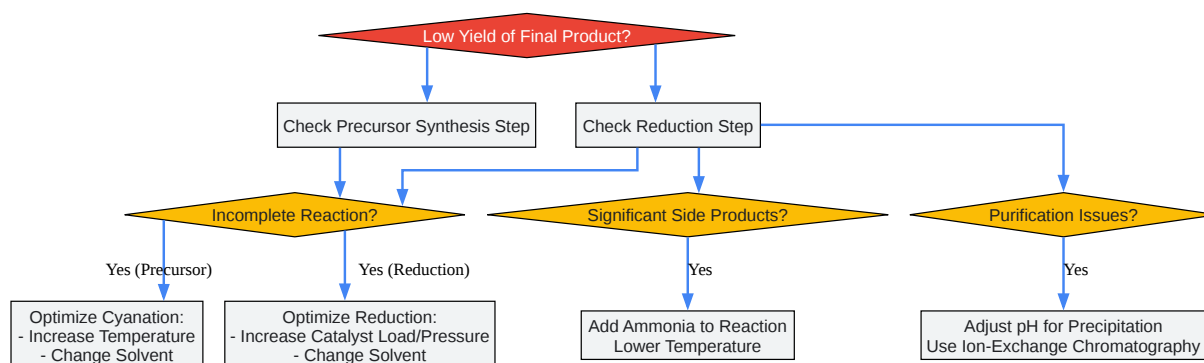 Low Yield of Final Product?
Check Precursor Synthesis Step
Check Reduction Step
Incomplete Reaction?
Significant Side Products?
Purification Issues?
Yes (Precursor)
Yes (Reduction)
Yes
Yes
Optimize Cyanation:
- Increase Temperature
- Change Solvent
Optimize Reduction:
- Increase Catalyst Load/Pressure
- Change Solvent
Add Ammonia to Reaction
Lower Temperature
Adjust pH for Precipitation
Use Ion-Exchange Chromatography